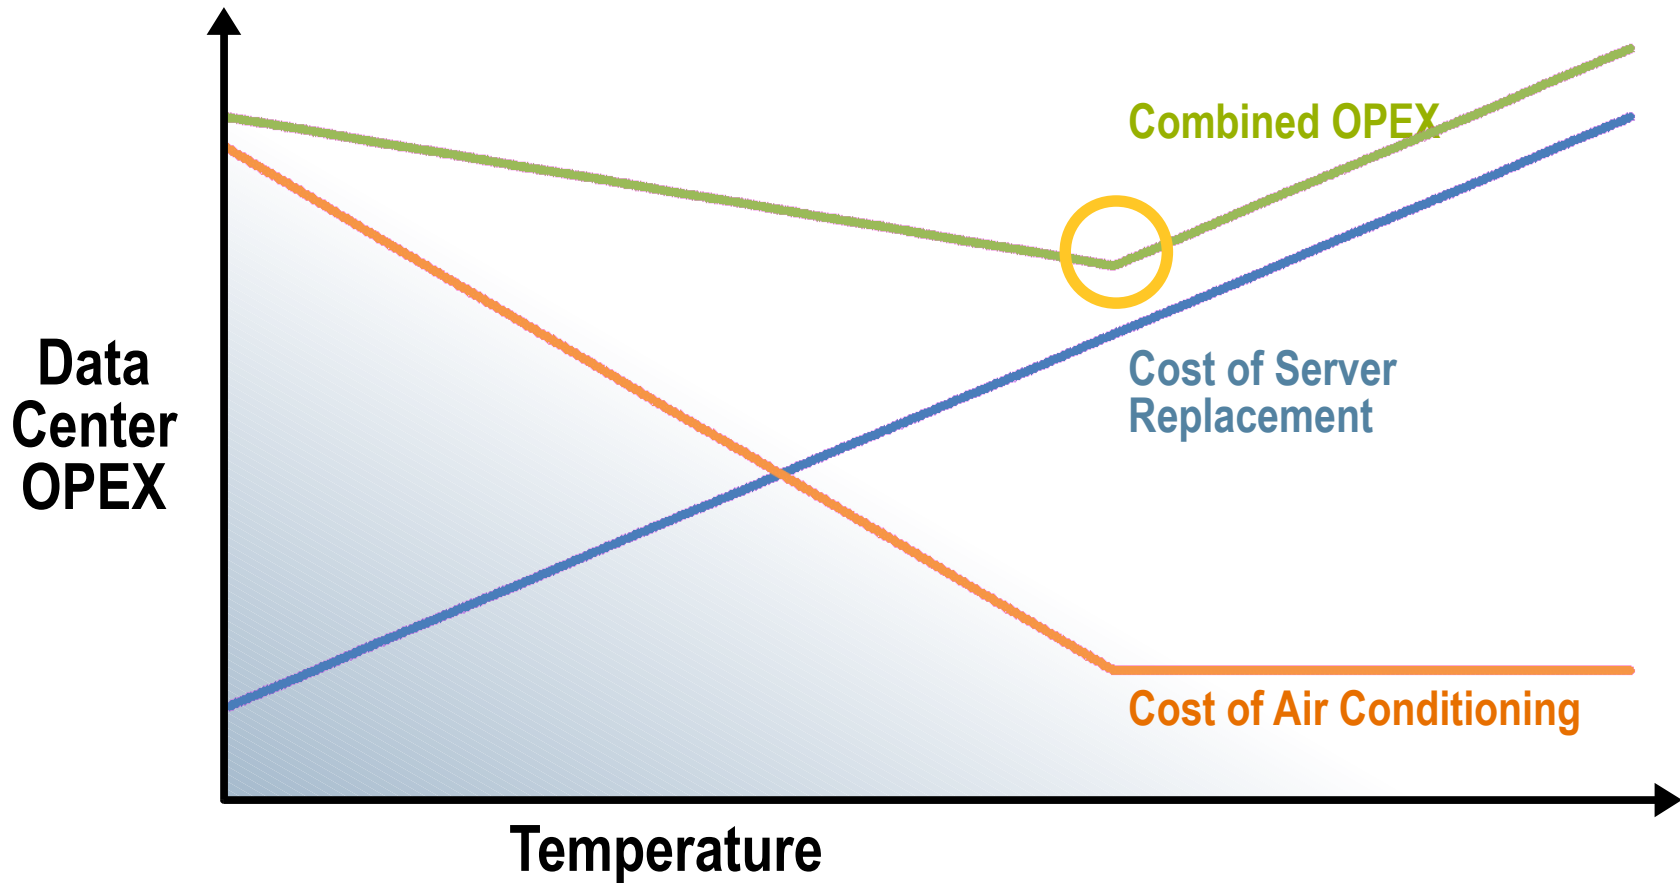 Combined OPEX
Data
Center
OPEX
Cost of Server
Replacement
Cost of Air Conditioning
Temperature